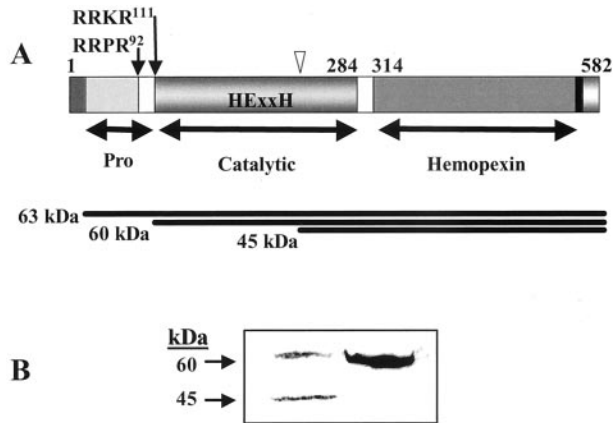 RRKR111
RRPR92
A
1 284 314 582
HExxH
Pro Catalytic Hemopexin
63 kDa
60 kDa
45 kDa
kDa
B
60
45